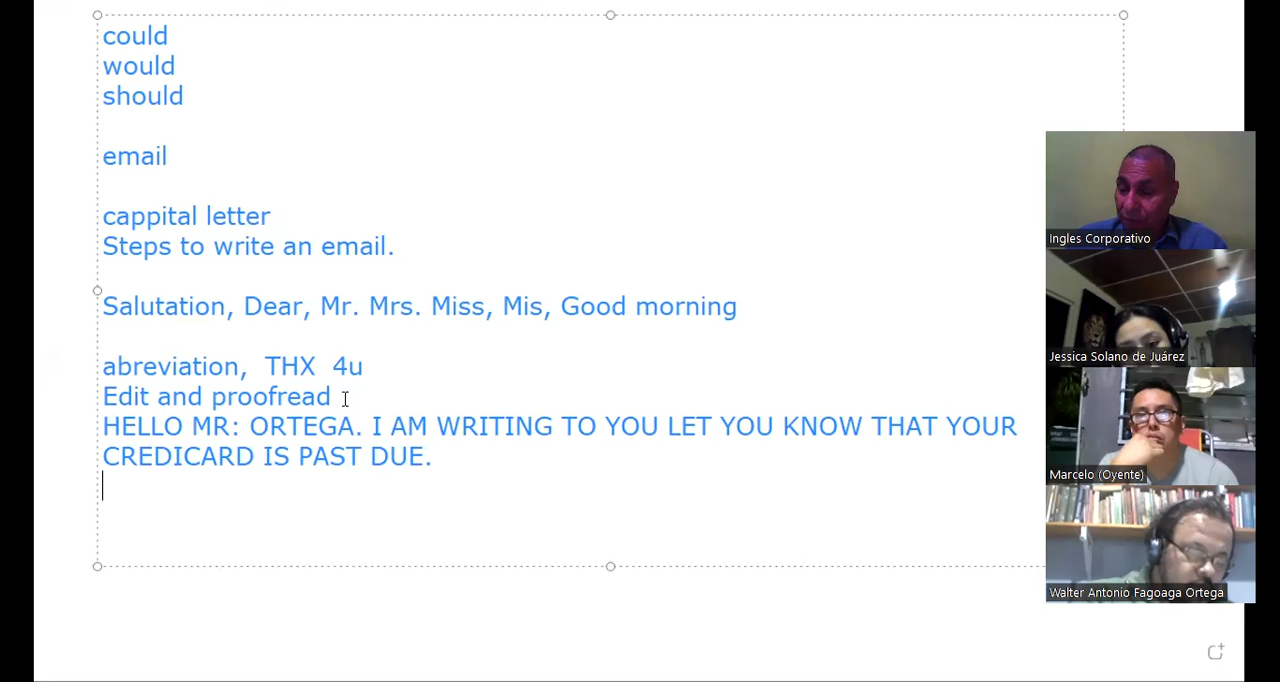 could
would
should
email
cappital letter
Steps to write an email.
Salutation, Dear, Mr. Mrs. Miss, Mis, Good morning
abreviation,  THX  4u
Edit and proofread
HELLO MR: ORTEGA. I AM WRITING TO YOU LET YOU KNOW THAT YOUR
CREDICARD IS PAST DUE.
Ingles Corporativo
Jessica Solano de Juárez
Marcelo (Oyente)
Walter Antonio Fagoaga Ortega